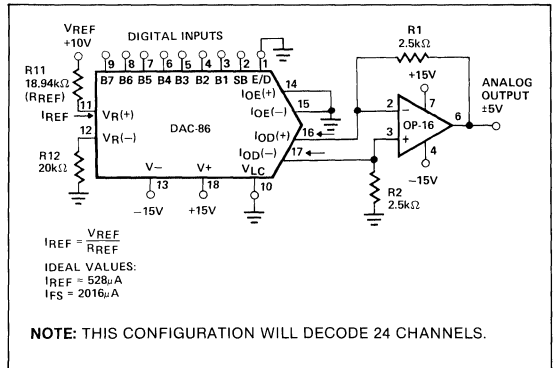 VREF
+10V
DIGITAL INPUTS
R11
18.94kΩ
(RREF)
9 8 7 6 5 4 3 2 1
B7 B6 B5 B4 B3 B2 B1 SB E/D
IREF
11
VR(+)
12
VR(−)
R12
20kΩ
DAC-86
IOE(+)
14
IOE(−)
15
IOD(+)
16
IOD(−)
17
V−
13
−15V
V+
18
+15V
VLC
10
R1
2.5kΩ
+15V
7
2
−
OP-16
6
3
+
4
−15V
ANALOG
OUTPUT
±5V
R2
2.5kΩ
IREF = VREF
RREF
IDEAL VALUES:
IREF = 528μA
IFS = 2016μA
NOTE: THIS CONFIGURATION WILL DECODE 24 CHANNELS.